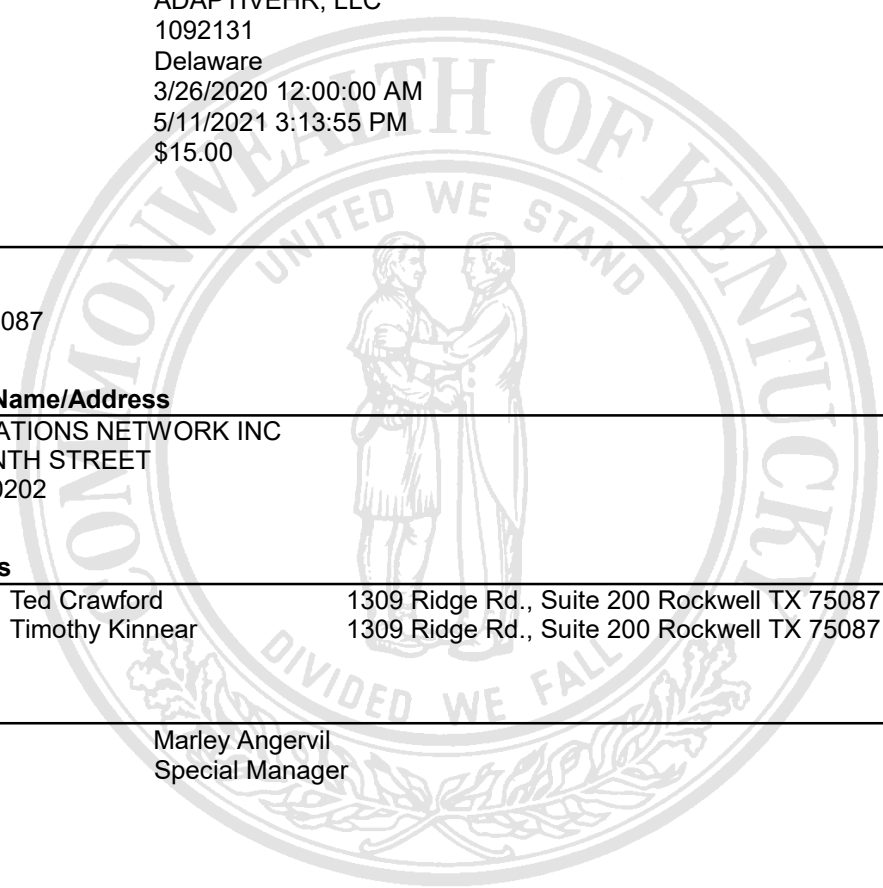 ADAPTIVEHR, LLC
1092131
Delaware
3/26/2020 12:00:00 AM
5/11/2021 3:13:55 PM
$15.00
087
Name/Address
ATIONS NETWORK INC
NTH STREET
0202
s
Ted Crawford 1309 Ridge Rd., Suite 200 Rockwell TX 75087
Timothy Kinnear 1309 Ridge Rd., Suite 200 Rockwell TX 75087
Marley Angervil
Special Manager
COMMONWEALTH OF KENTUCKY
UNITED WE STAND
DIVIDED WE FALL